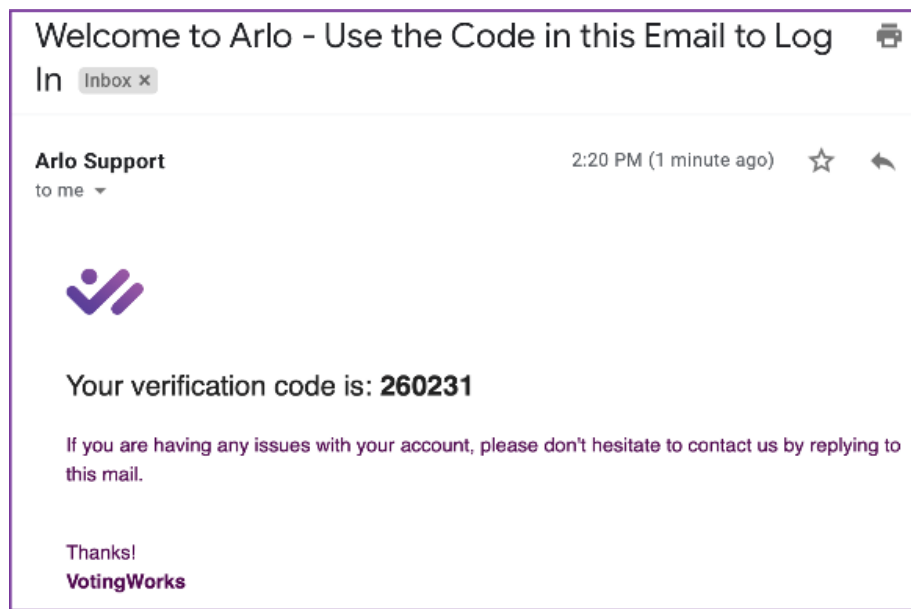 Welcome to Arlo - Use the Code in this Email to Log
In Inbox ×
Arlo Support 2:20 PM (1 minute ago)
to me
Your verification code is: 260231
If you are having any issues with your account, please don't hesitate to contact us by replying to
this mail.
Thanks!
VotingWorks